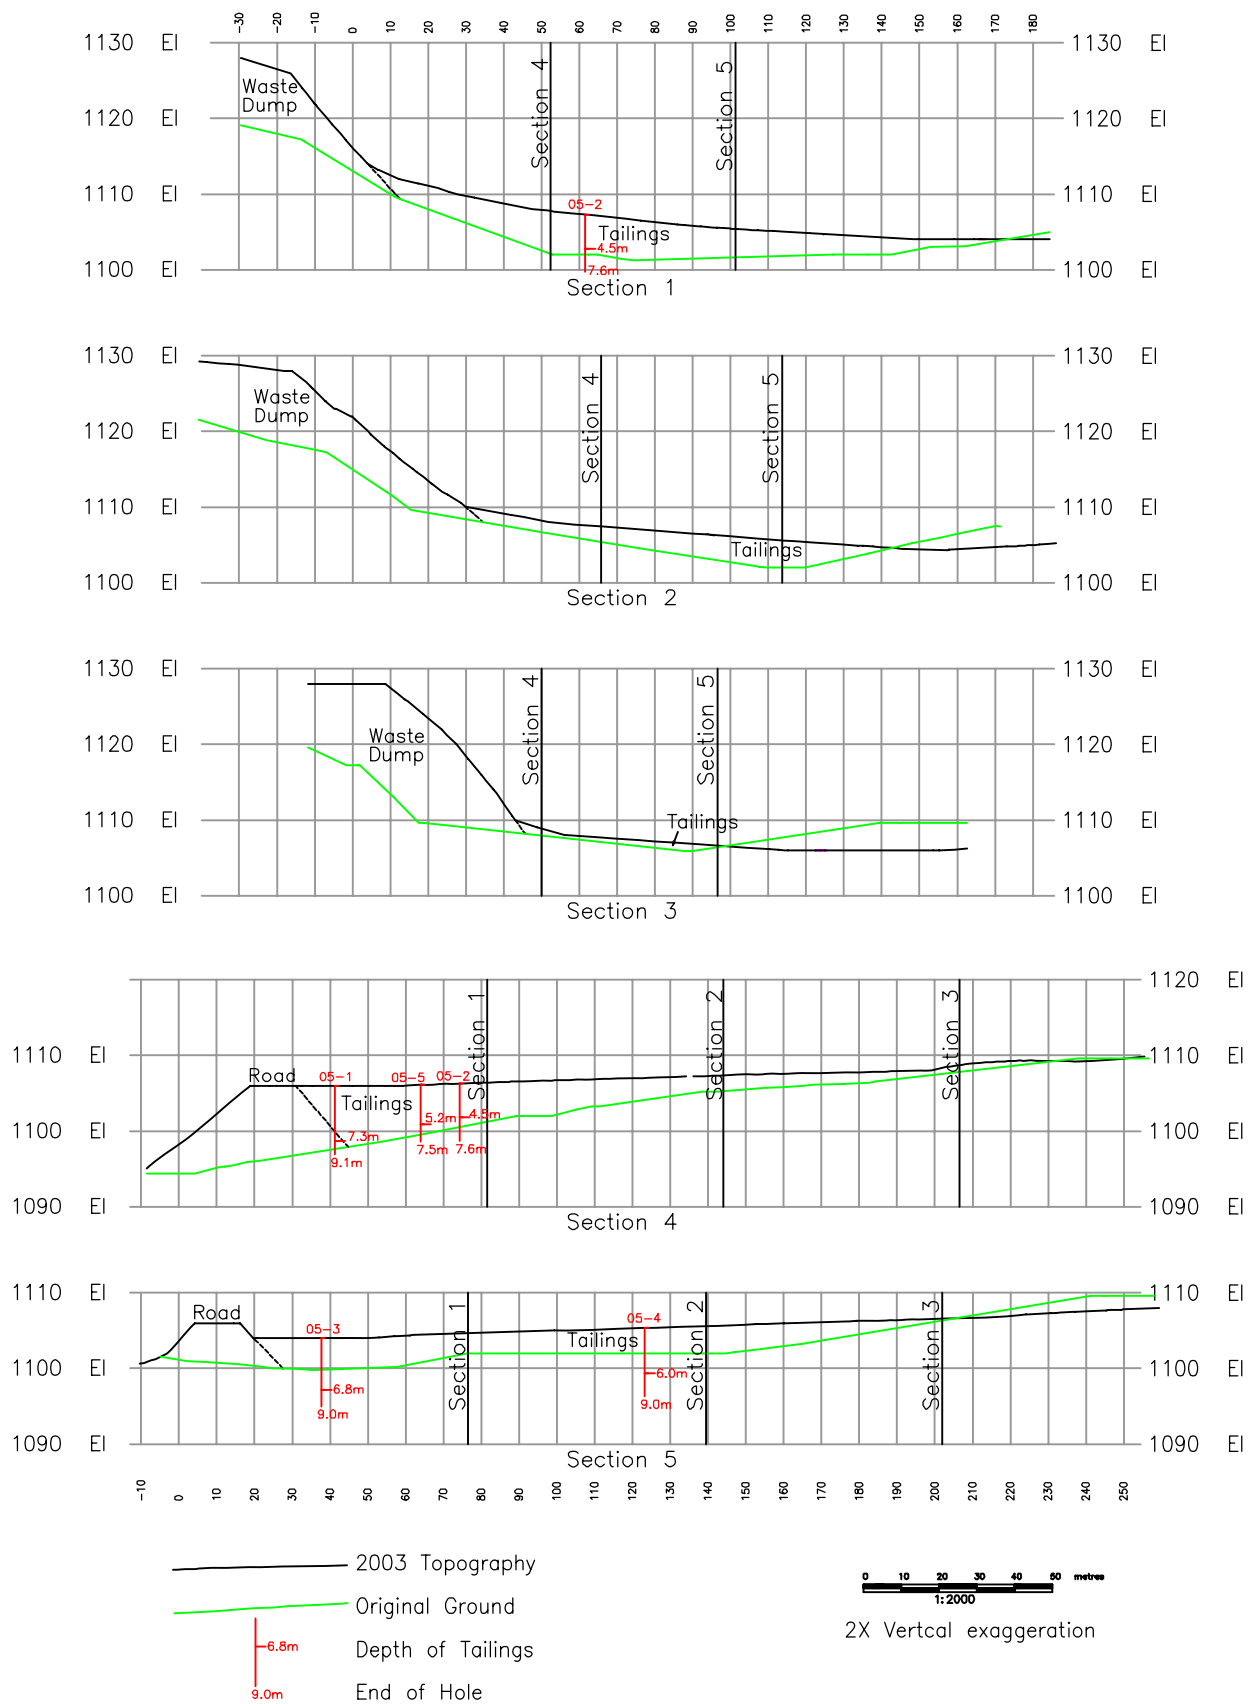 -30 -20 -10 0 10 20 30 40 50 60 70 80 90 100 110 120 130 140 150 160 170 180
1130 El 1130 El
Waste
Dump
Section 4
Section 5
1120 El 1120 El
1110 El 1110 El
05-2
Tailings
4.5m
7.6m
1100 El 1100 El
Section 1
1130 El 1130 El
Waste
Dump
Section 4
Section 5
1120 El 1120 El
1110 El 1110 El
Tailings
1100 El 1100 El
Section 2
1130 El 1130 El
Section 4
Section 5
Waste
Dump
1120 El 1120 El
1110 El 1110 El
Tailings
1100 El 1100 El
Section 3
1120 El
Section 1
Section 2
Section 3
1110 El 1110 El
Road
05-1
05-5
05-2
Tailings
5.2m
4.5m
1100 El 1100 El
7.3m
7.5m
7.6m
9.1m
1090 El 1090 El
Section 4
1110 El 1110 El
Road
Section 1
Section 2
Section 3
05-3
05-4
Tailings
1100 El 1100 El
6.8m
6.0m
9.0m
9.0m
1090 El 1090 El
Section 5
-10 0 10 20 30 40 50 60 70 80 90 100 110 120 130 140 150 160 170 180 190 200 210 220 230 240 250
2003 Topography
Original Ground
6.8m
Depth of Tailings
9.0m
End of Hole
0 10 20 30 40 50 metres
1:2000
2X Vertcal exaggeration